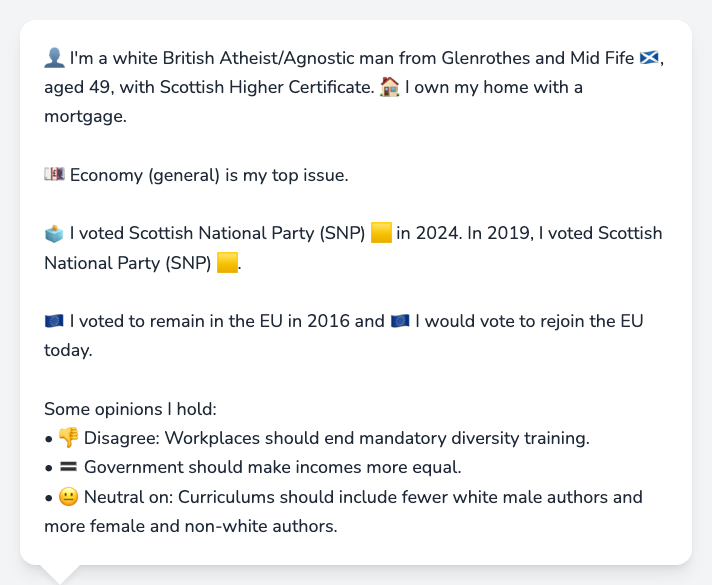 👤 I'm a white British Atheist/Agnostic man from Glenrothes and Mid Fife 🏴󠁧󠁢󠁳󠁣󠁴󠁿,
aged 49, with Scottish Higher Certificate. 🏠 I own my home with a
mortgage.
💷 Economy (general) is my top issue.
🗳️ I voted Scottish National Party (SNP) 🟨 in 2024. In 2019, I voted Scottish
National Party (SNP) 🟨.
🇪🇺 I voted to remain in the EU in 2016 and 🇪🇺 I would vote to rejoin the EU
today.
Some opinions I hold:
• 👎 Disagree: Workplaces should end mandatory diversity training.
• 🟰 Government should make incomes more equal.
• 😐 Neutral on: Curriculums should include fewer white male authors and
more female and non-white authors.